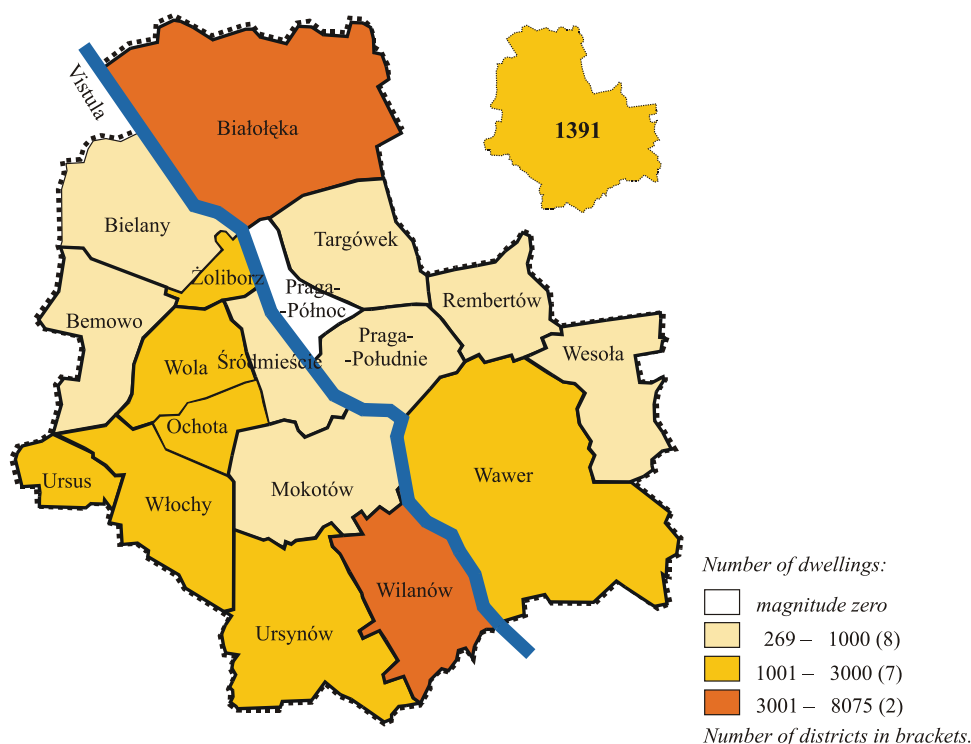 Vistula
Białołęka
1391
Bielany
Targówek
Żoliborz
Praga-
-Północ
Rembertów
Bemowo
Praga-
-Południe
Wesoła
Wola
Śródmieście
Ochota
Ursus
Włochy
Mokotów
Wawer
Wilanów
Ursynów
Number of dwellings:
magnitude zero
269 – 1000 (8)
1001 – 3000 (7)
3001 – 8075 (2)
Number of districts in brackets.